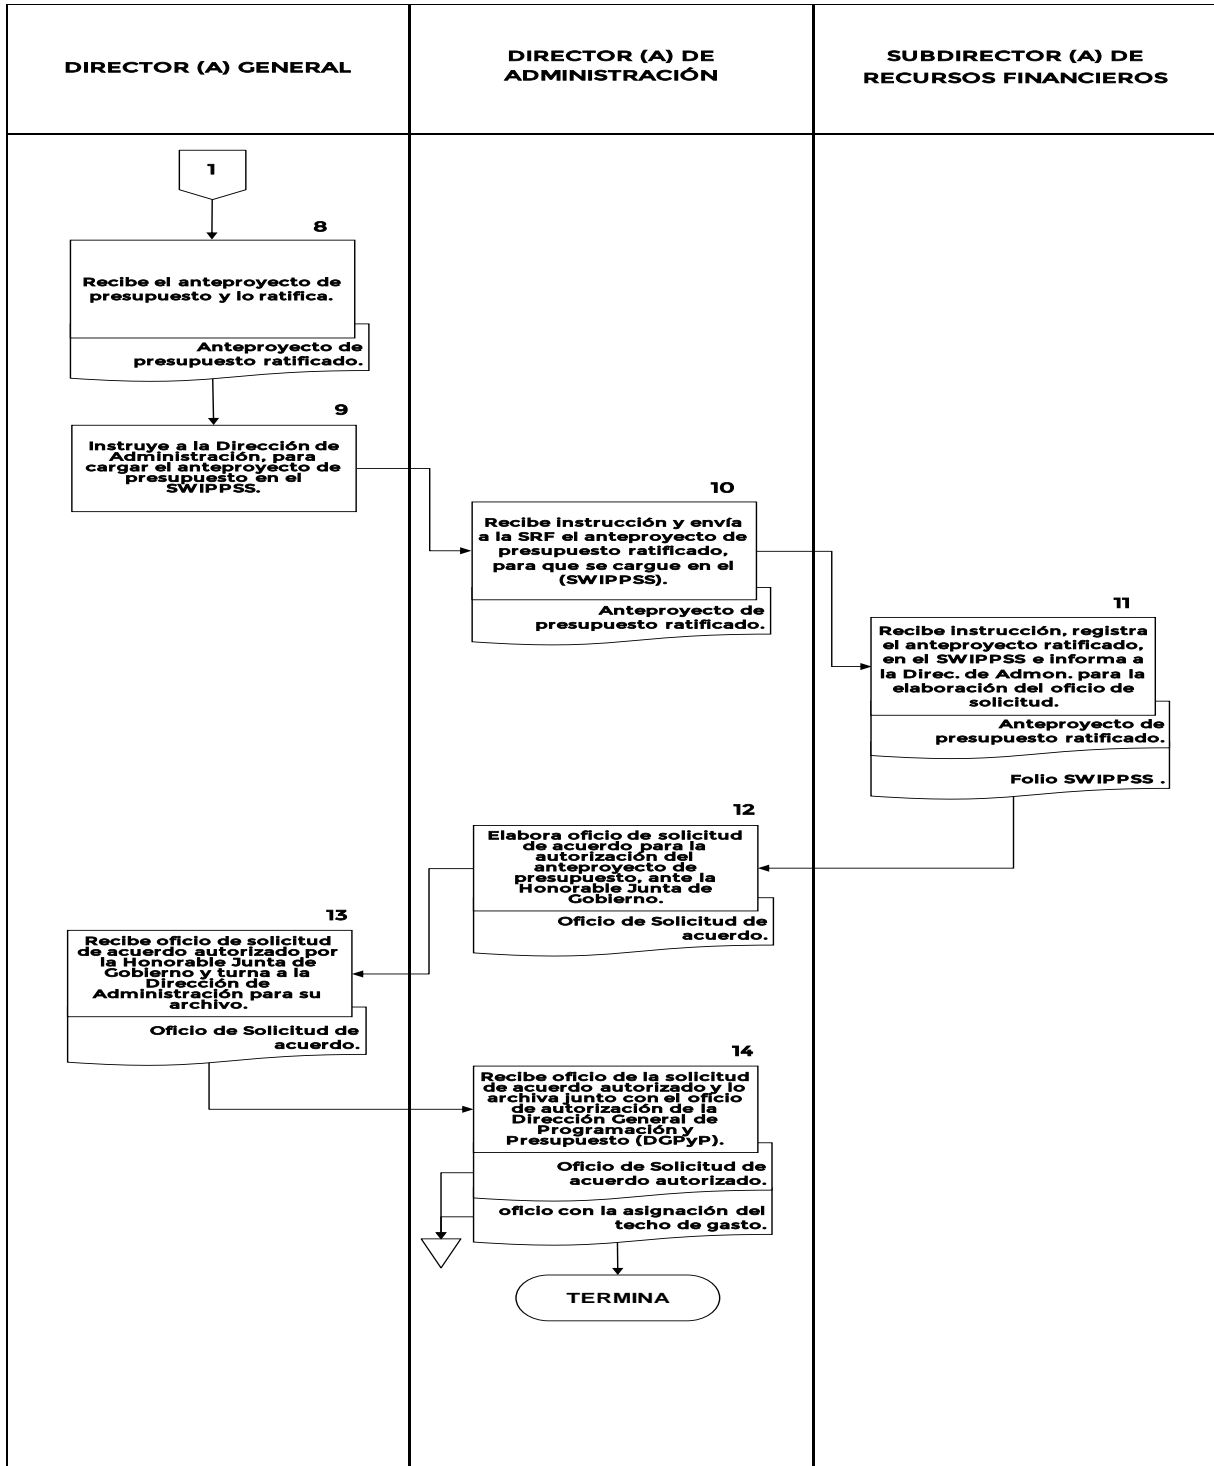 DIRECTOR (A) GENERAL
DIRECTOR (A) DE
ADMINISTRACIÓN
SUBDIRECTOR (A) DE
RECURSOS FINANCIEROS
1
8
Recibe el anteproyecto de
presupuesto y lo ratifica.
Anteproyecto de
presupuesto ratificado.
9
Instruye a la Dirección de
Administración, para
cargar el anteproyecto de
presupuesto en el
SWIPPSS.
10
Recibe instrucción y envía
a la SRF el anteproyecto de
presupuesto ratificado,
para que se cargue en el
(SWIPPSS).
Anteproyecto de
presupuesto ratificado.
11
Recibe instrucción, registra
el anteproyecto ratificado,
en el SWIPPSS e informa a
la Direc. de Admon. para la
elaboración del oficio de
solicitud.
Anteproyecto de
presupuesto ratificado.
Folio SWIPPSS .
12
Elabora oficio de solicitud
de acuerdo para la
autorización del
anteproyecto de
presupuesto, ante la
Honorable Junta de
Gobierno.
Oficio de Solicitud de
acuerdo.
13
Recibe oficio de solicitud
de acuerdo autorizado por
la Honorable Junta de
Gobierno y turna a la
Dirección de
Administración para su
archivo.
Oficio de Solicitud de
acuerdo.
14
Recibe oficio de la solicitud
de acuerdo autorizado y lo
archiva junto con el oficio
de autorización de la
Dirección General de
Programación y
Presupuesto (DGPyP).
Oficio de Solicitud de
acuerdo autorizado.
oficio con la asignación del
techo de gasto.
TERMINA